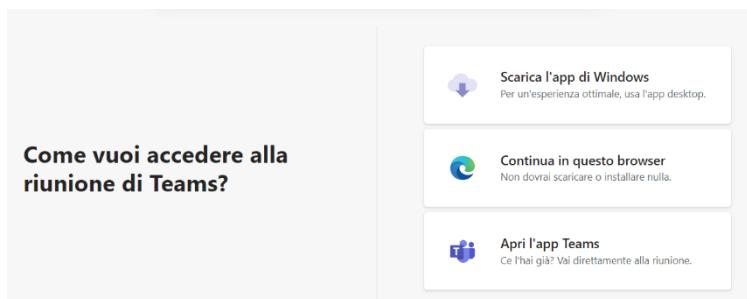 Come vuoi accedere alla
riunione di Teams?
Scarica l'app di Windows
Per un'esperienza ottimale, usa l'app desktop.
Continua in questo browser
Non dovrai scaricare o installare nulla.
Apri l'app Teams
Ce l'hai già? Vai direttamente alla riunione.